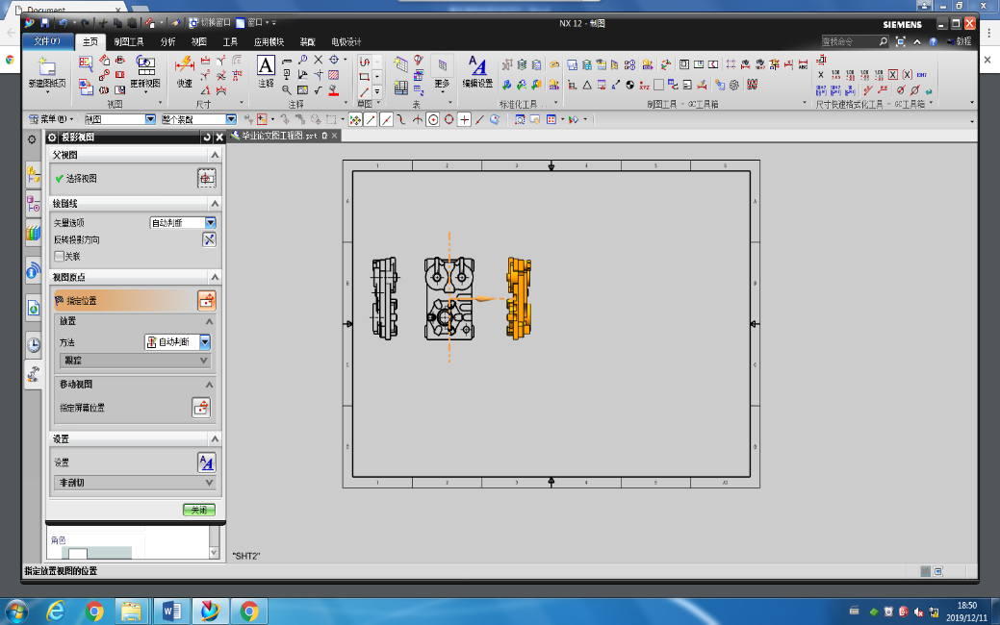 Document
切换窗口 窗口
NX 12 - 制图
SIEMENS
文件(F) 主页 制图工具 分析 视图 工具 应用模块 装配 电极设计
查找命令
教程
新建图纸页
更新视图
快速
注释
更多
编辑设置
视图
尺寸
注释
草图
表
标准化工具...
制图工具 - GC工具箱
尺寸快速格式化工具 - GC工具箱
菜单(M)
视图
整个装配
投影视图
毕业论文图工程图.prt
父视图
选择视图
铰链线
矢量选项
自动判断
反转投影方向
关联
视图原点
指定位置
放置
方法
自动判断
跟踪
移动视图
指定屏幕位置
设置
设置
非剖切
关闭
角色
"SHT2"
指定放置视图的位置
18:50
2019/12/11